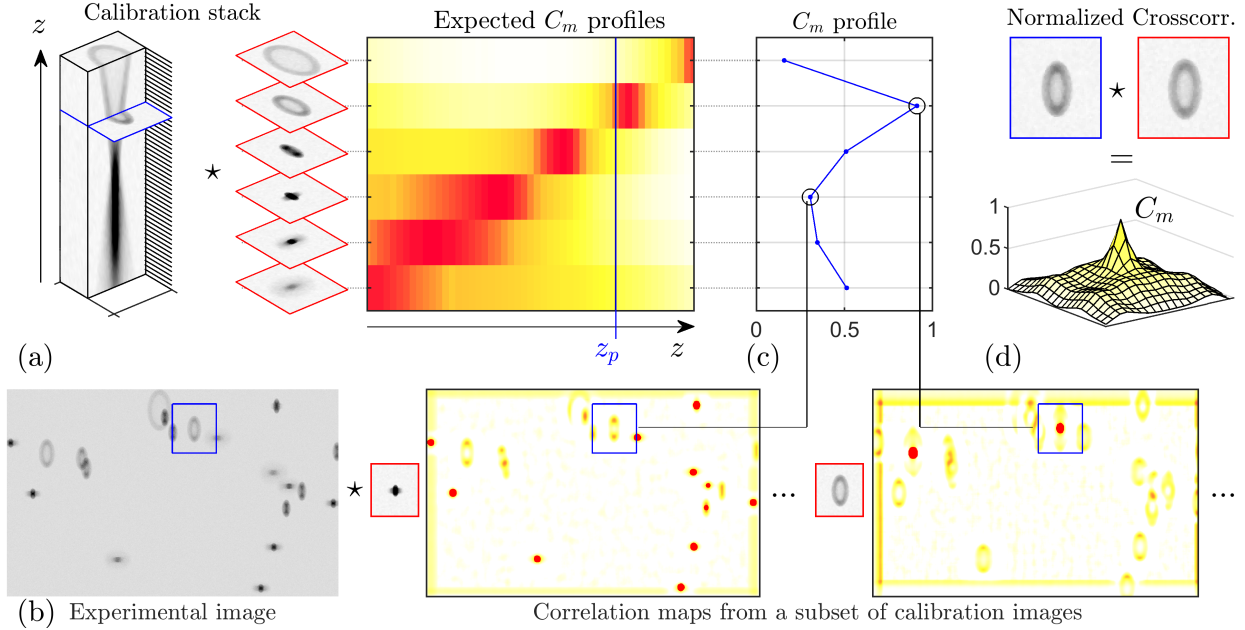 Calibration stack
Expected C_m profiles
C_m profile
Normalized Crosscorr.
z
⋆
⋆
=
C_m
1
0.5
0
0 0.5 1
z_p
z
(a)
(c)
(d)
⋆
...
...
(b) Experimental image
Correlation maps from a subset of calibration images